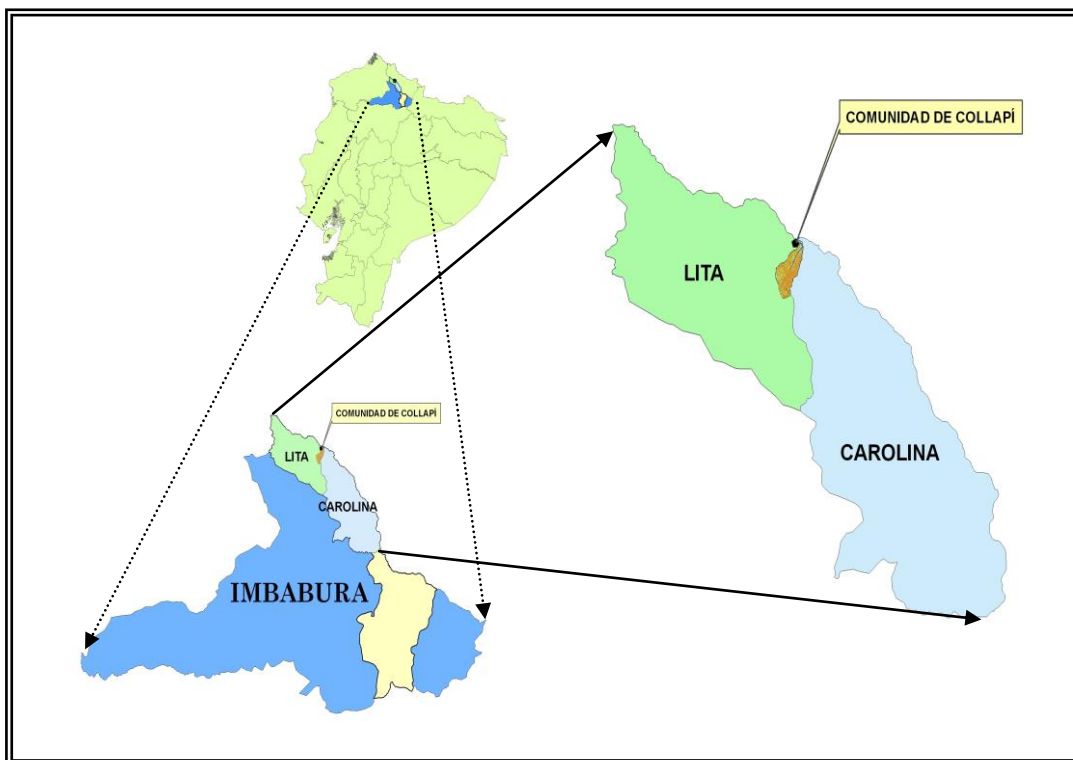 COMUNIDAD DE COLLAPÍ
LITA
CAROLINA
COMUNIDAD DE COLLAPÍ
LITA
CAROLINA
IMBABURA